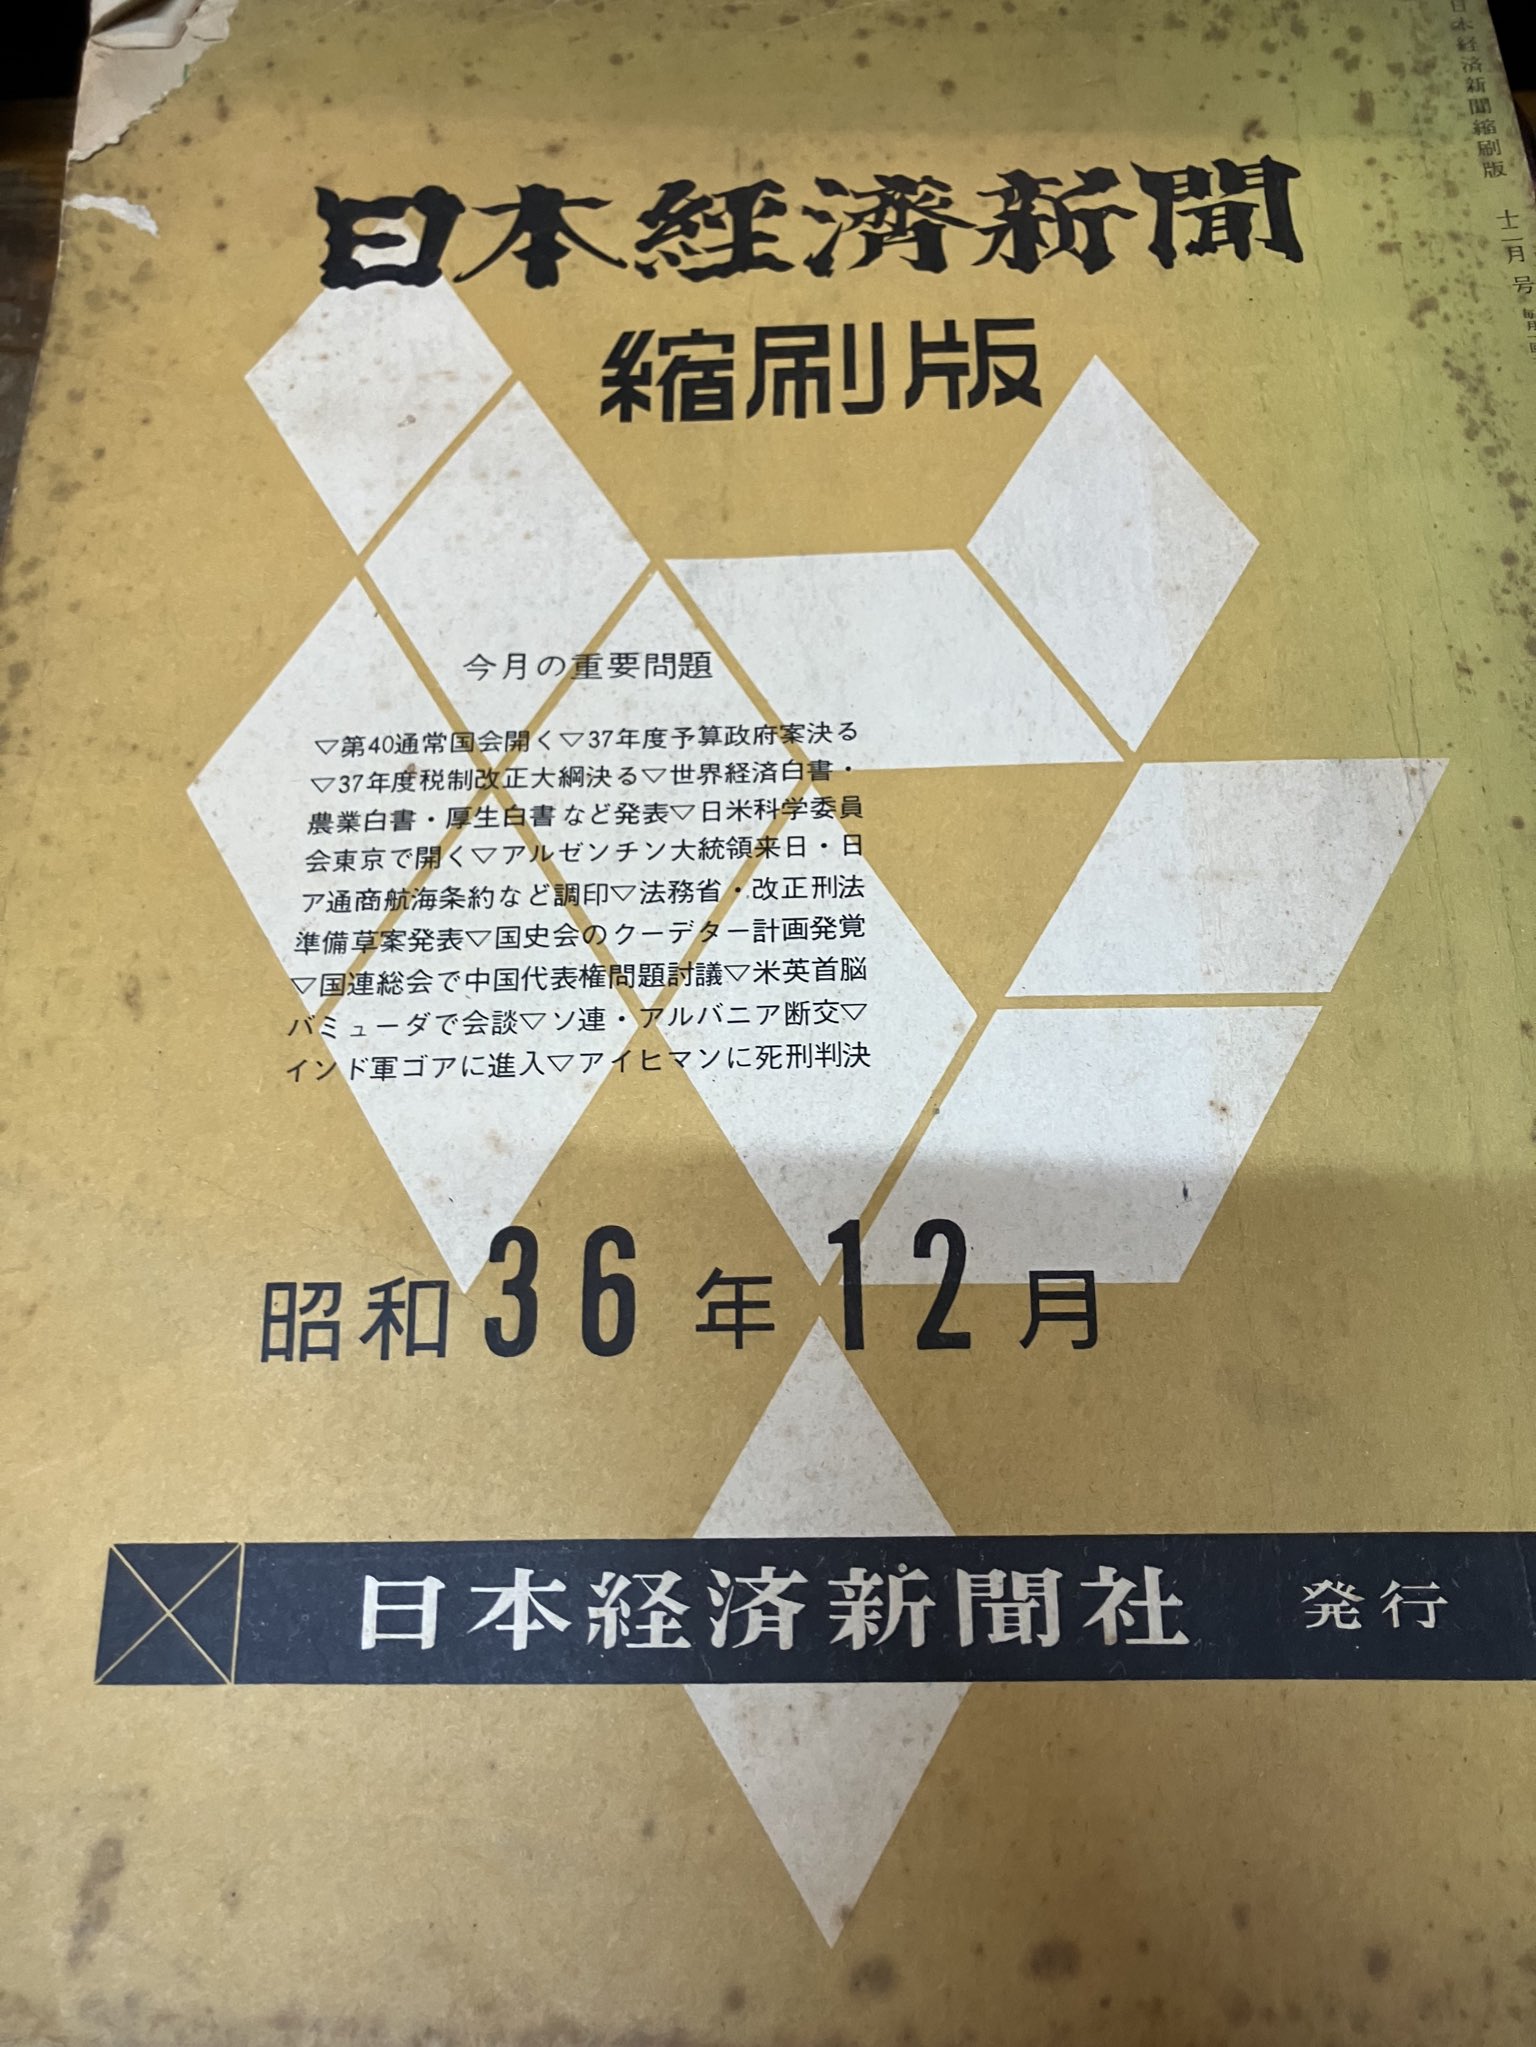 日本経済新聞縮刷版 十二月号
日本經濟新聞
縮刷版
今月の重要問題
▽第40通常国会開く▽37年度予算政府案決る
▽37年度税制改正大綱決る▽世界経済白書・
農業白書・厚生白書など発表▽日米科学委員
会東京で開く▽アルゼンチン大統領来日・日
ア通商航海条約など調印▽法務省・改正刑法
準備草案発表▽国史会のクーデター計画発覚
▽国連総会で中国代表権問題討議▽米英首脳
バミューダで会談▽ソ連・アルバニア断交▽
インド軍ゴアに進入▽アイヒマンに死刑判決
昭和36年12月
日本経済新聞社 発行